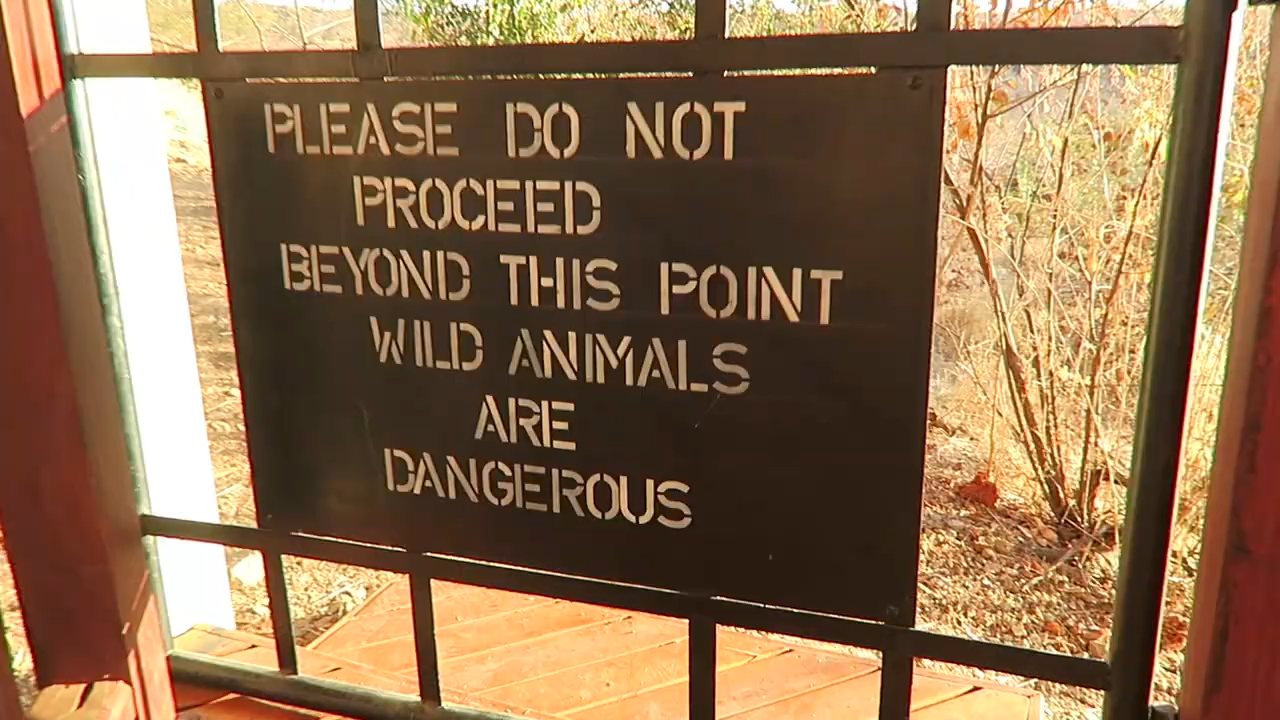 PLEASE DO NOT
PROCEED
BEYOND THIS POINT
WILD ANIMALS
ARE
DANGEROUS